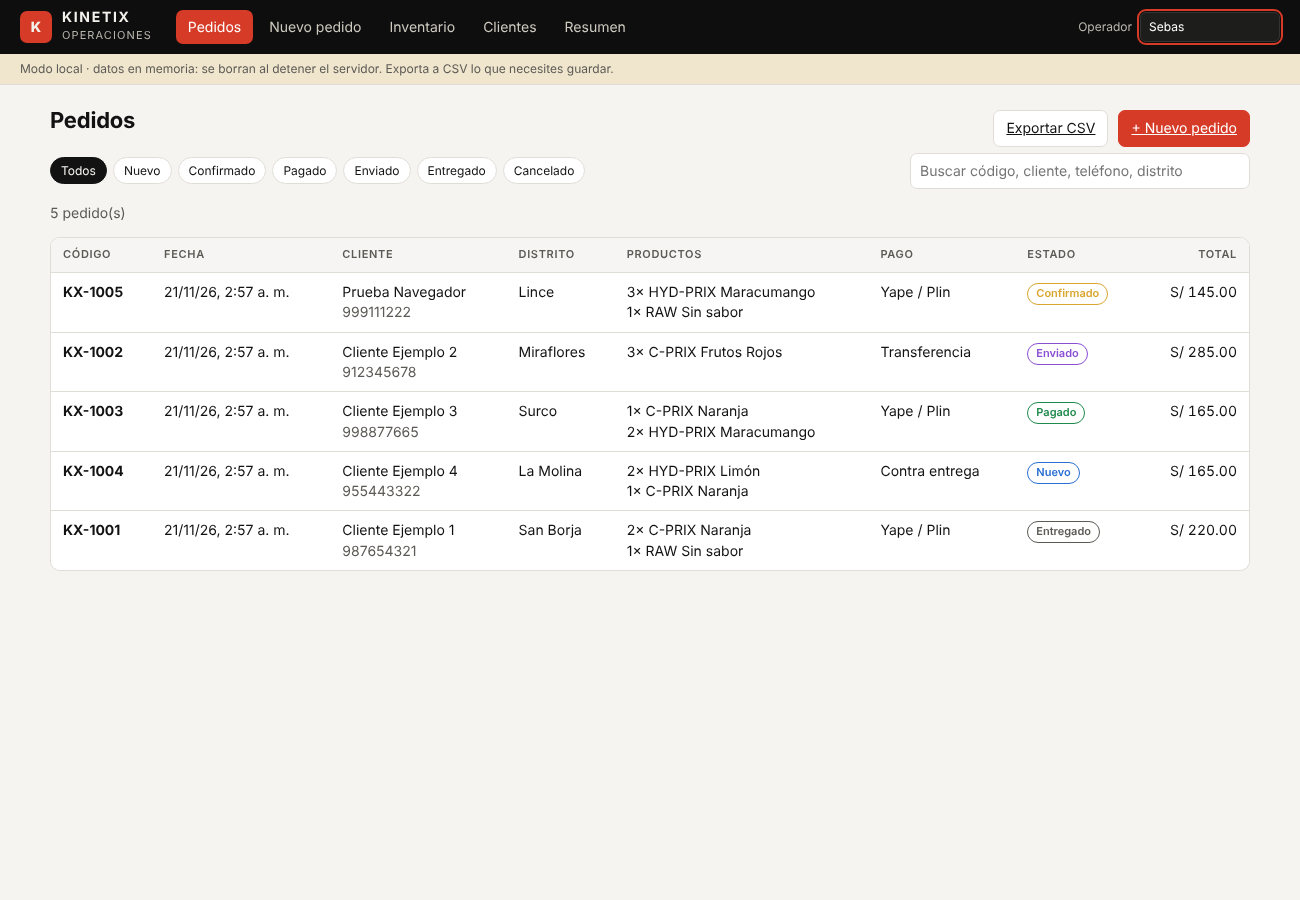 K
KINETIX
OPERACIONES
Pedidos
Nuevo pedido
Inventario
Clientes
Resumen
Operador
Sebas
Modo local · datos en memoria: se borran al detener el servidor. Exporta a CSV lo que necesites guardar.
Pedidos
Exportar CSV
+ Nuevo pedido
Todos
Nuevo
Confirmado
Pagado
Enviado
Entregado
Cancelado
Buscar código, cliente, teléfono, distrito
5 pedido(s)
CÓDIGO FECHA CLIENTE DISTRITO PRODUCTOS PAGO ESTADO TOTAL
KX-1005 21/11/26, 2:57 a. m. Prueba Navegador Lince 3× HYD-PRIX Maracumango Yape / Plin Confirmado S/ 145.00
999111222 1× RAW Sin sabor
KX-1002 21/11/26, 2:57 a. m. Cliente Ejemplo 2 Miraflores 3× C-PRIX Frutos Rojos Transferencia Enviado S/ 285.00
912345678
KX-1003 21/11/26, 2:57 a. m. Cliente Ejemplo 3 Surco 1× C-PRIX Naranja Yape / Plin Pagado S/ 165.00
998877665 2× HYD-PRIX Maracumango
KX-1004 21/11/26, 2:57 a. m. Cliente Ejemplo 4 La Molina 2× HYD-PRIX Limón Contra entrega Nuevo S/ 165.00
955443322 1× C-PRIX Naranja
KX-1001 21/11/26, 2:57 a. m. Cliente Ejemplo 1 San Borja 2× C-PRIX Naranja Yape / Plin Entregado S/ 220.00
987654321 1× RAW Sin sabor